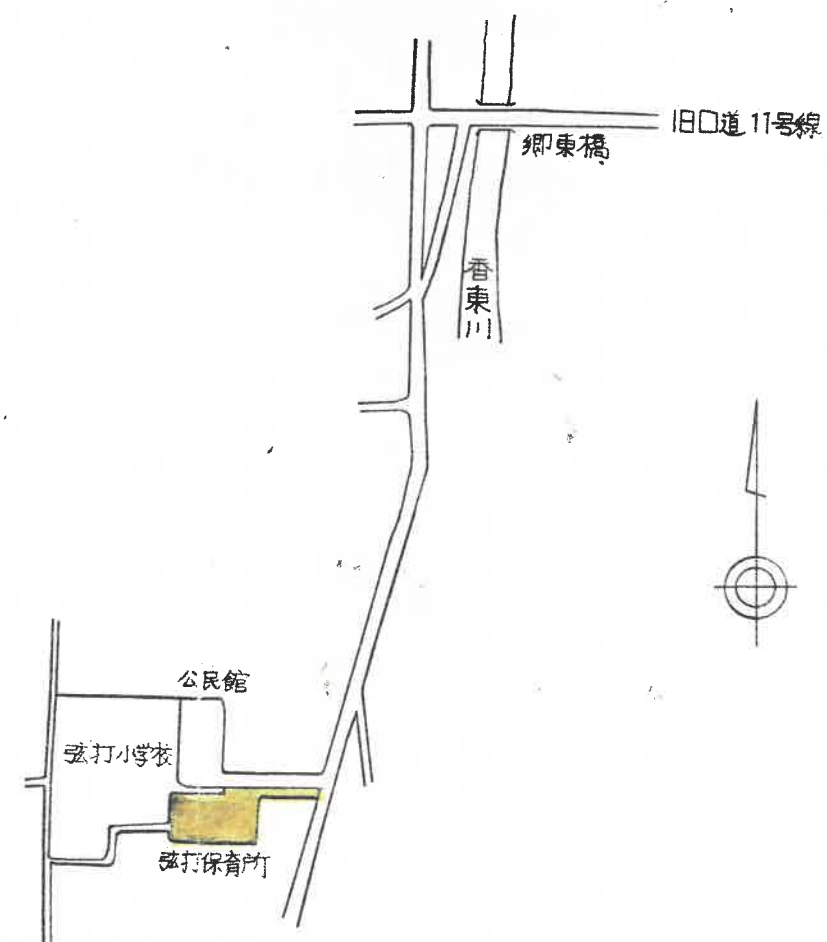 旧口道11号線
郷東橋
香東川
公民館
弦打小学校
弦打保育所